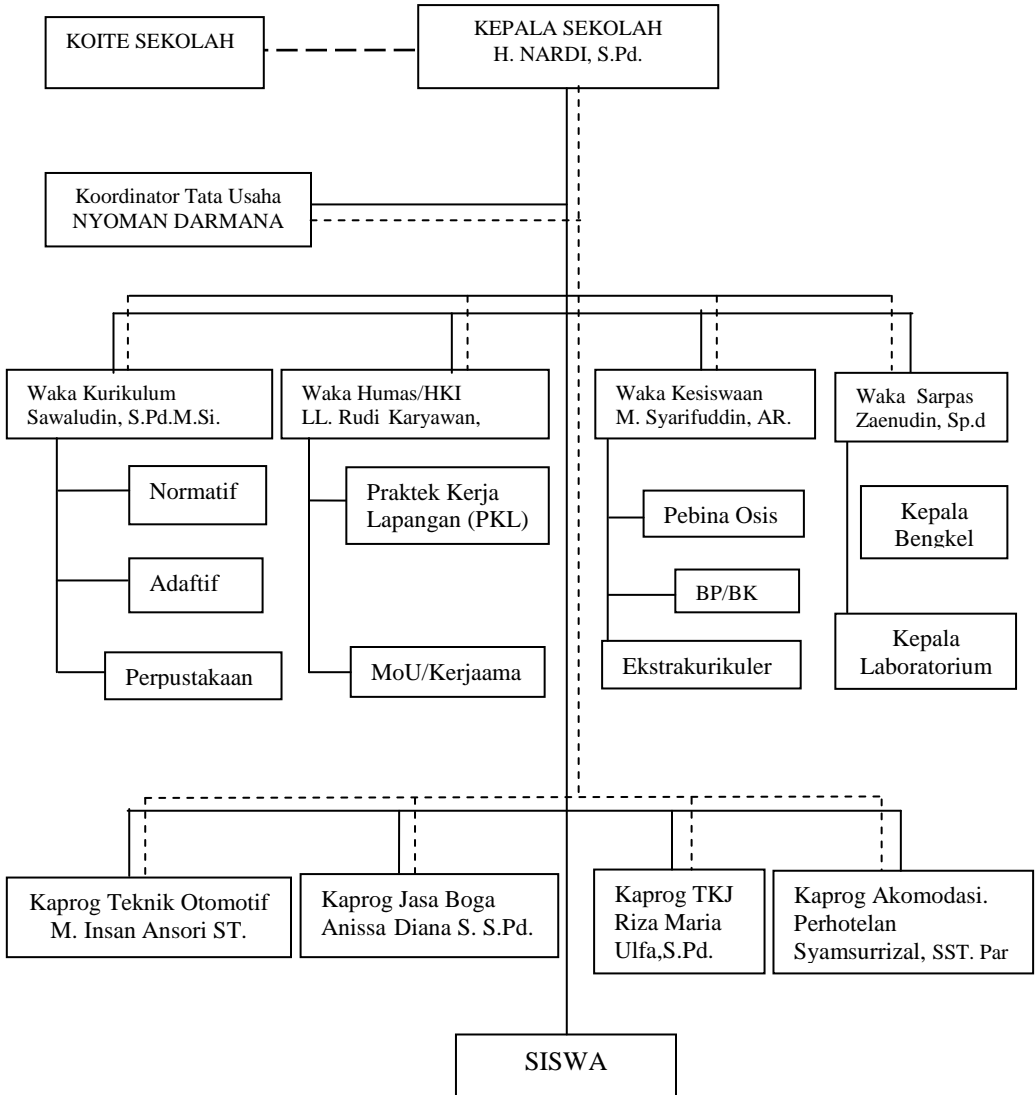 KOITE SEKOLAH
KEPALA SEKOLAH
H. NARDI, S.Pd.
Koordinator Tata Usaha
NYOMAN DARMANA
Waka Kurikulum
Sawaludin, S.Pd.M.Si.
Waka Humas/HKI
LL. Rudi Karyawan,
Waka Kesiswaan
M. Syarifuddin, AR.
Waka Sarpas
Zaenudin, Sp.d
Normatif
Adaftif
Perpustakaan
Praktek Kerja
Lapangan (PKL)
MoU/Kerjaama
Pebina Osis
BP/BK
Ekstrakurikuler
Kepala
Bengkel
Kepala
Laboratorium
Kaprog Teknik Otomotif
M. Insan Ansori ST.
Kaprog Jasa Boga
Anissa Diana S. S.Pd.
Kaprog TKJ
Riza Maria
Ulfa,S.Pd.
Kaprog Akomodasi.
Perhotelan
Syamsurrizal, SST. Par
SISWA